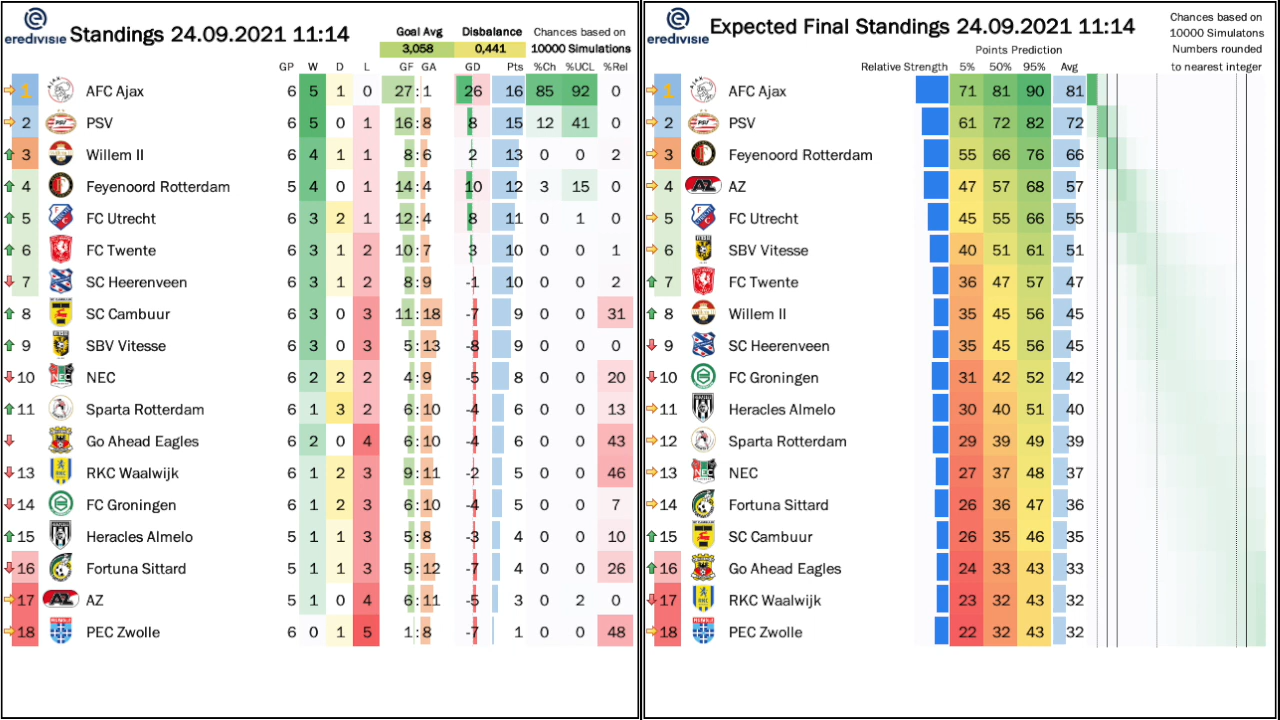 eredivisie Standings 24.09.2021 11:14
Goal Avg Disbalance Chances based on
3,058 0,441 10000 Simulations
GP W D L GF GA GD Pts %Ch %UCL %Rel
1 AFC Ajax 6 5 1 0 27 : 1 26 16 85 92 0
2 PSV 6 5 0 1 16 : 8 8 15 12 41 0
3 Willem II 6 4 1 1 8 : 6 2 13 0 0 2
4 Feyenoord Rotterdam 5 4 0 1 14 : 4 10 12 3 15 0
5 FC Utrecht 6 3 2 1 12 : 4 8 11 0 1 0
6 FC Twente 6 3 1 2 10 : 7 3 10 0 0 1
7 SC Heerenveen 6 3 1 2 8 : 9 -1 10 0 0 2
8 SC Cambuur 6 3 0 3 11 : 18 -7 9 0 0 31
9 SBV Vitesse 6 3 0 3 5 : 13 -8 9 0 0 0
10 NEC 6 2 2 2 4 : 9 -5 8 0 0 20
11 Sparta Rotterdam 6 1 3 2 6 : 10 -4 6 0 0 13
Go Ahead Eagles 6 2 0 4 6 : 10 -4 6 0 0 43
13 RKC Waalwijk 6 1 2 3 9 : 11 -2 5 0 0 46
14 FC Groningen 6 1 2 3 6 : 10 -4 5 0 0 7
15 Heracles Almelo 5 1 1 3 5 : 8 -3 4 0 0 10
16 Fortuna Sittard 5 1 1 3 5 : 12 -7 4 0 0 26
17 AZ 5 1 0 4 6 : 11 -5 3 0 2 0
18 PEC Zwolle 6 0 1 5 1 : 8 -7 1 0 0 48
eredivisie Expected Final Standings 24.09.2021 11:14
Chances based on
10000 Simulatons
Numbers rounded
to nearest integer
Points Prediction
Relative Strength 5% 50% 95% Avg
1 AFC Ajax 71 81 90 81
2 PSV 61 72 82 72
3 Feyenoord Rotterdam 55 66 76 66
4 AZ 47 57 68 57
5 FC Utrecht 45 55 66 55
6 SBV Vitesse 40 51 61 51
7 FC Twente 36 47 57 47
8 Willem II 35 45 56 45
9 SC Heerenveen 35 45 56 45
10 FC Groningen 31 42 52 42
11 Heracles Almelo 30 40 51 40
12 Sparta Rotterdam 29 39 49 39
13 NEC 27 37 48 37
14 Fortuna Sittard 26 36 47 36
15 SC Cambuur 26 35 46 35
16 Go Ahead Eagles 24 33 43 33
17 RKC Waalwijk 23 32 43 32
18 PEC Zwolle 22 32 43 32